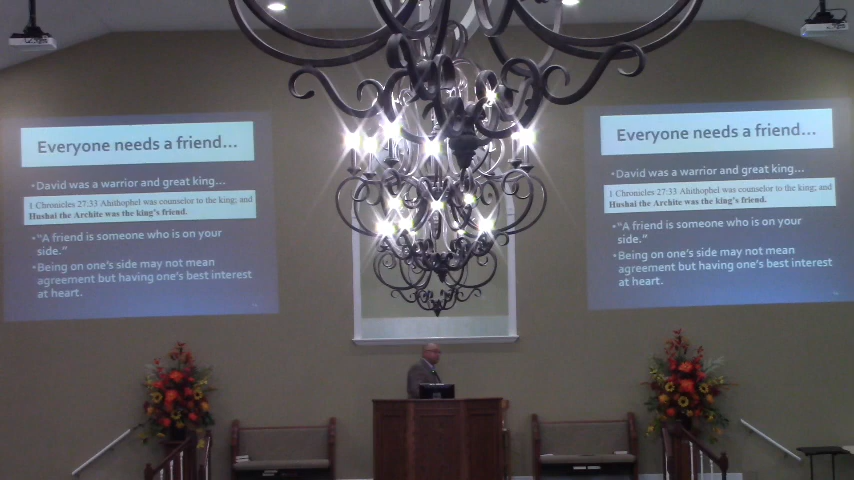 Everyone needs a friend...
•David was a warrior and great king...
1 Chronicles 27:33 Ahithophel was counselor to the king; and
Hushai the Archite was the king's friend.
•"A friend is someone who is on your
side."
•Being on one's side may not mean
agreement but having one's best interest
at heart.
Everyone needs a friend...
•David was a warrior and great king...
1 Chronicles 27:33 Ahithophel was counselor to the king; and
Hushai the Archite was the king's friend.
•"A friend is someone who is on your
side."
•Being on one's side may not mean
agreement but having one's best interest
at heart.